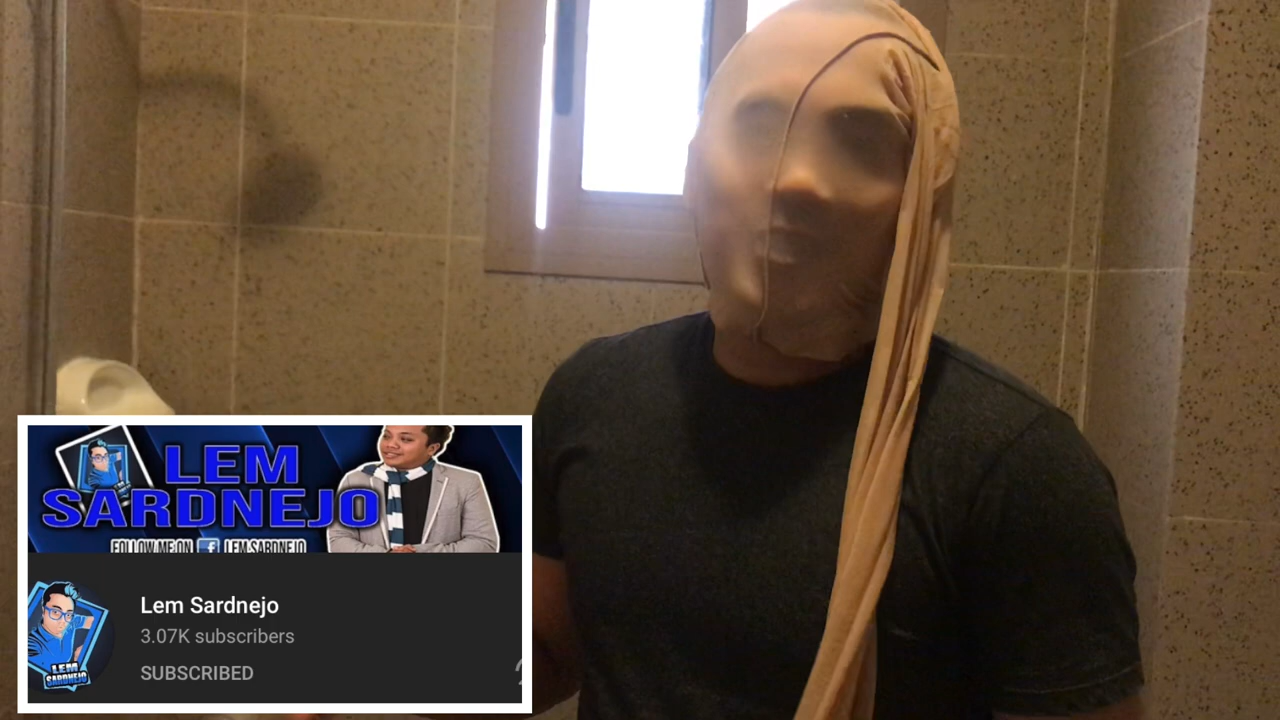 LEM
SARDNEJO
FOLLOW ME ON f LEM SARDNEJO
LEM
SARDNEJO
Lem Sardnejo
3.07K subscribers
SUBSCRIBED